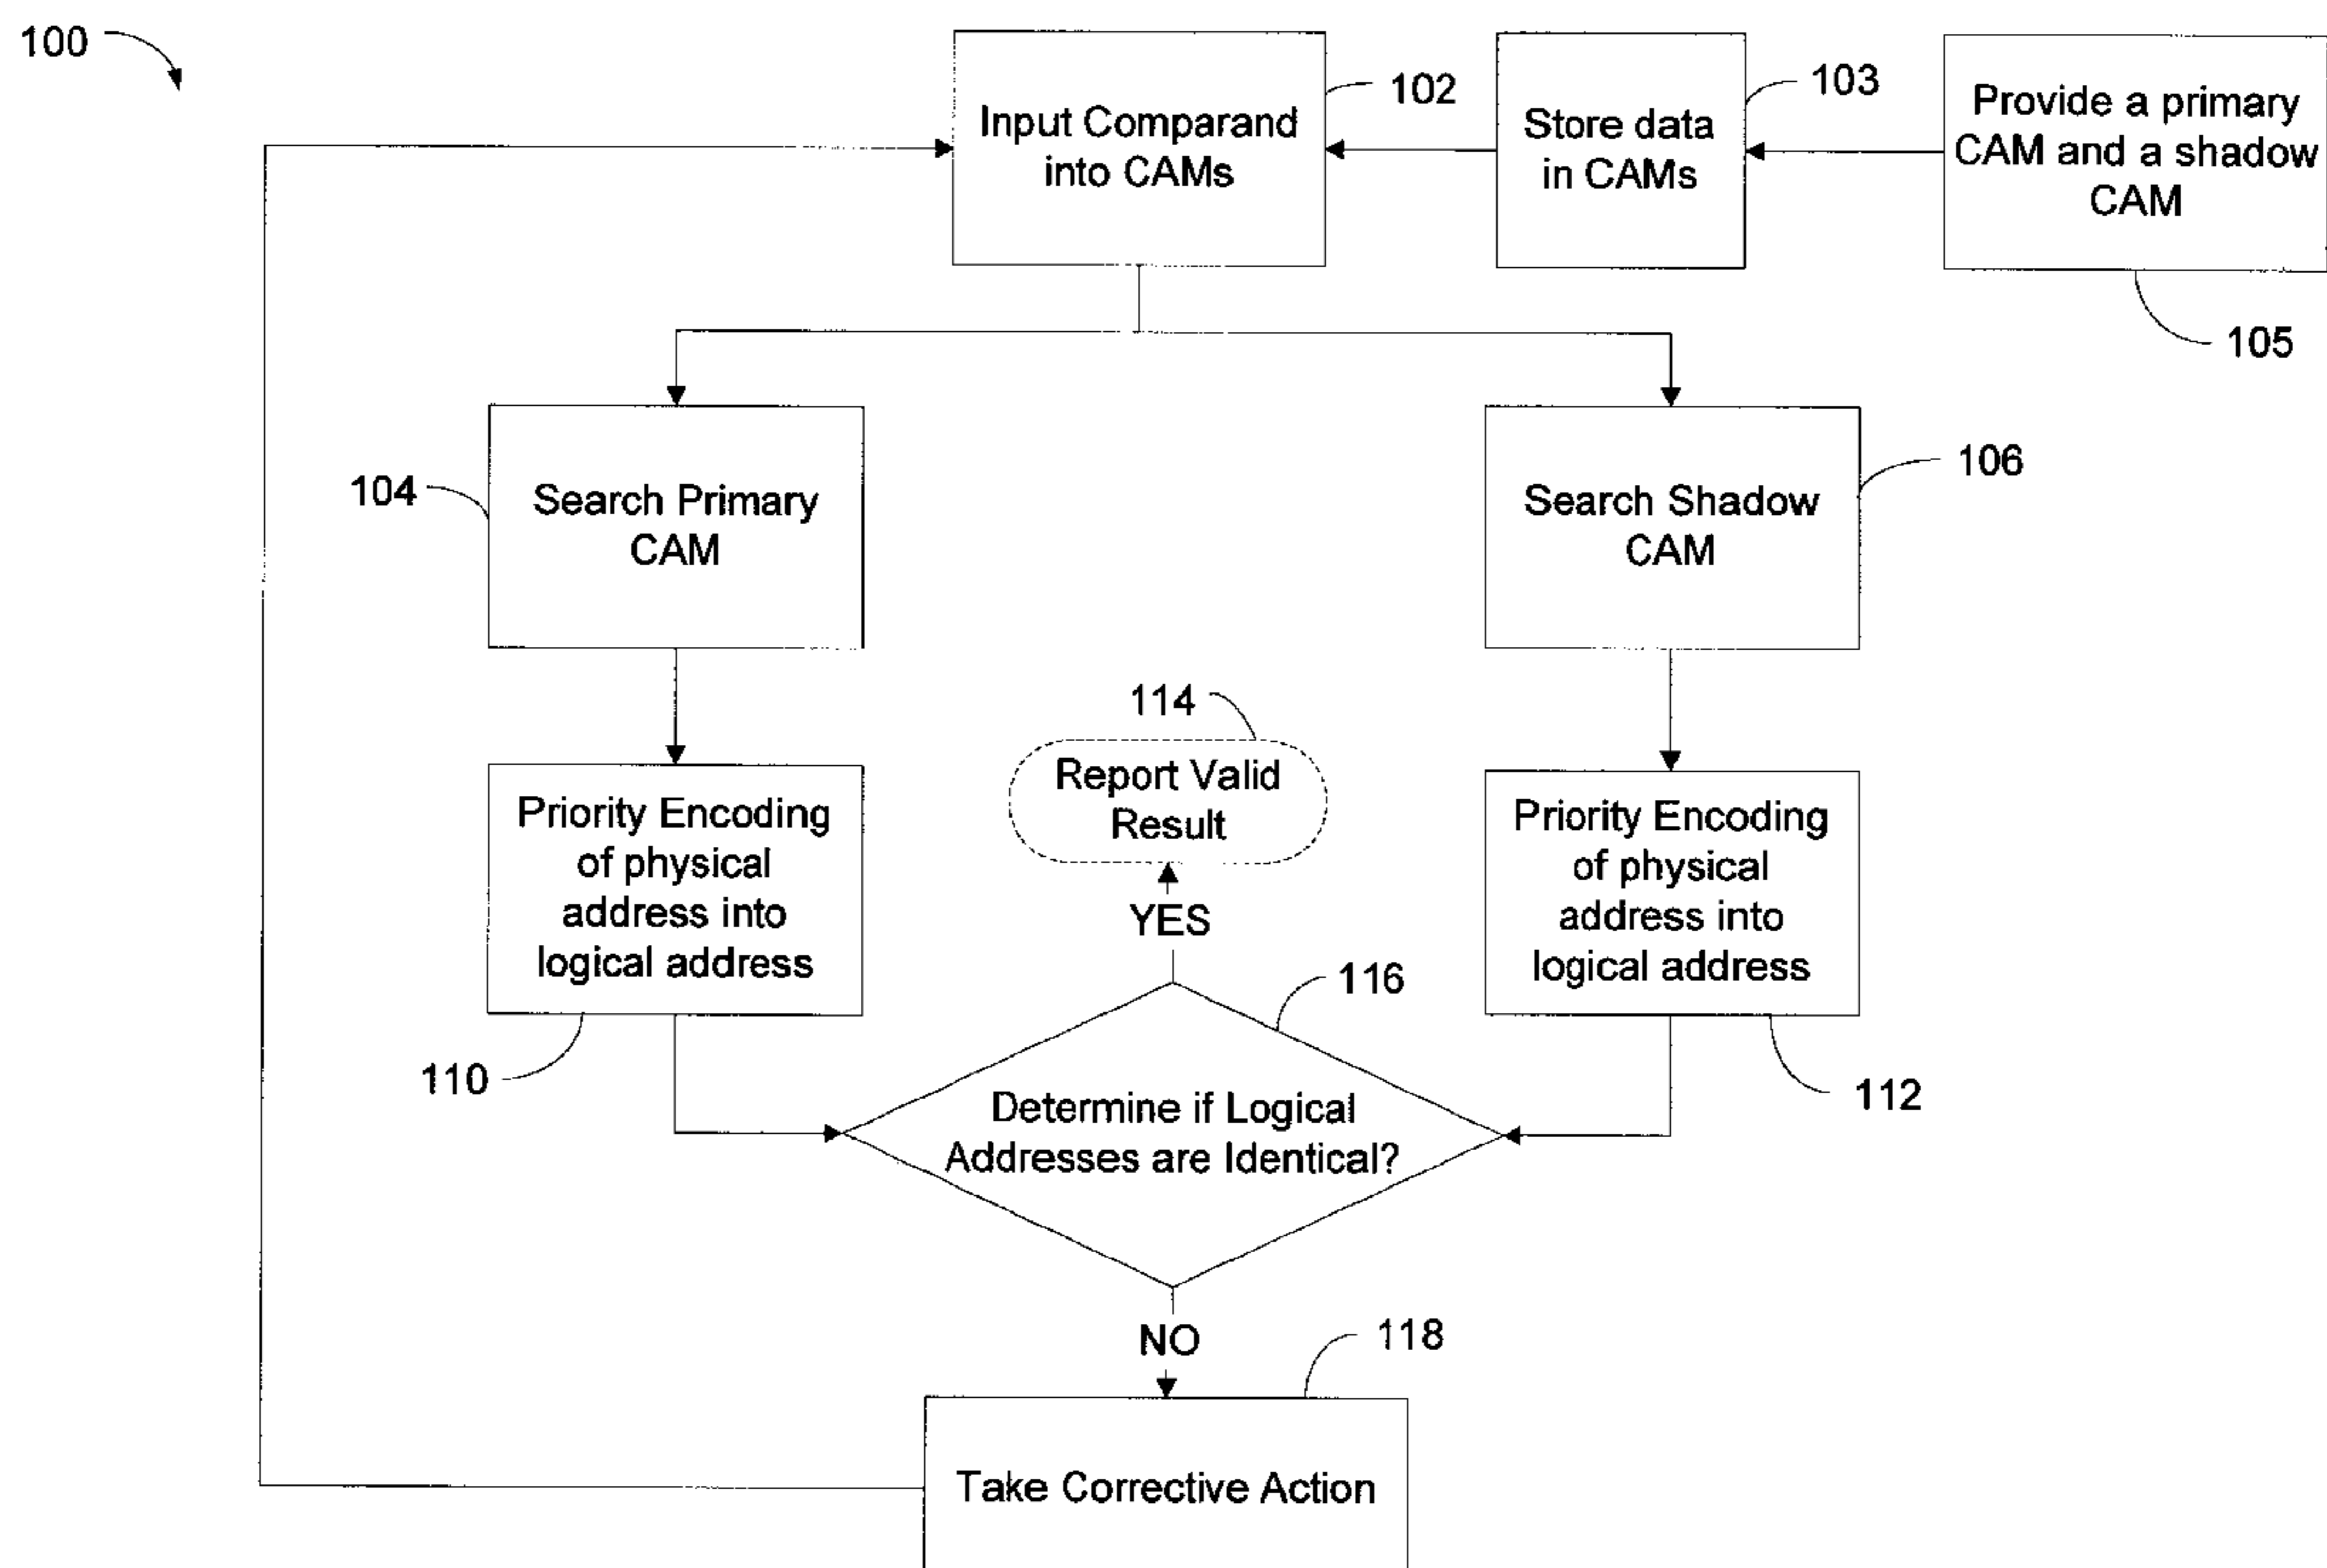 100
Input Comparand
into CAMs
102
Store data
in CAMs
103
Provide a primary
CAM and a shadow
CAM
105
104
Search Primary
CAM
Search Shadow
CAM
106
114
Report Valid
Result
YES
Priority Encoding
of physical
address into
logical address
110
Priority Encoding
of physical
address into
logical address
112
116
Determine if Logical
Addresses are Identical?
NO
118
Take Corrective Action